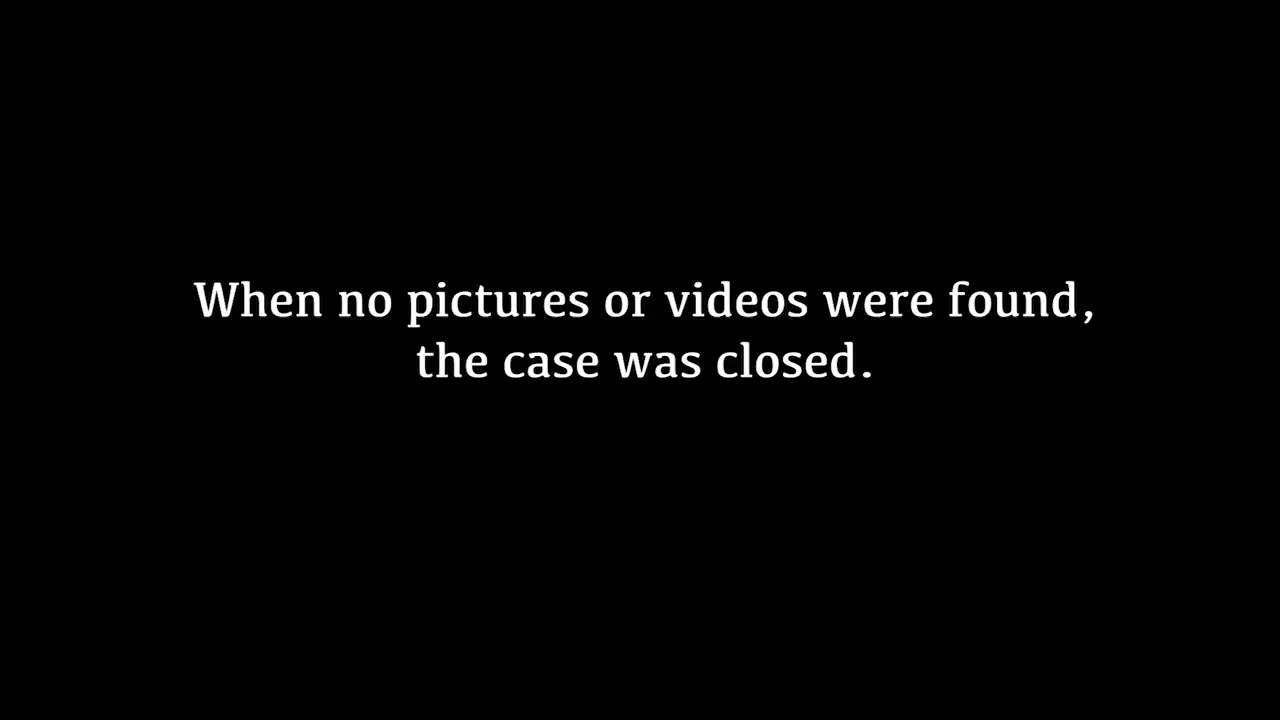 When no pictures or videos were found,
the case was closed.